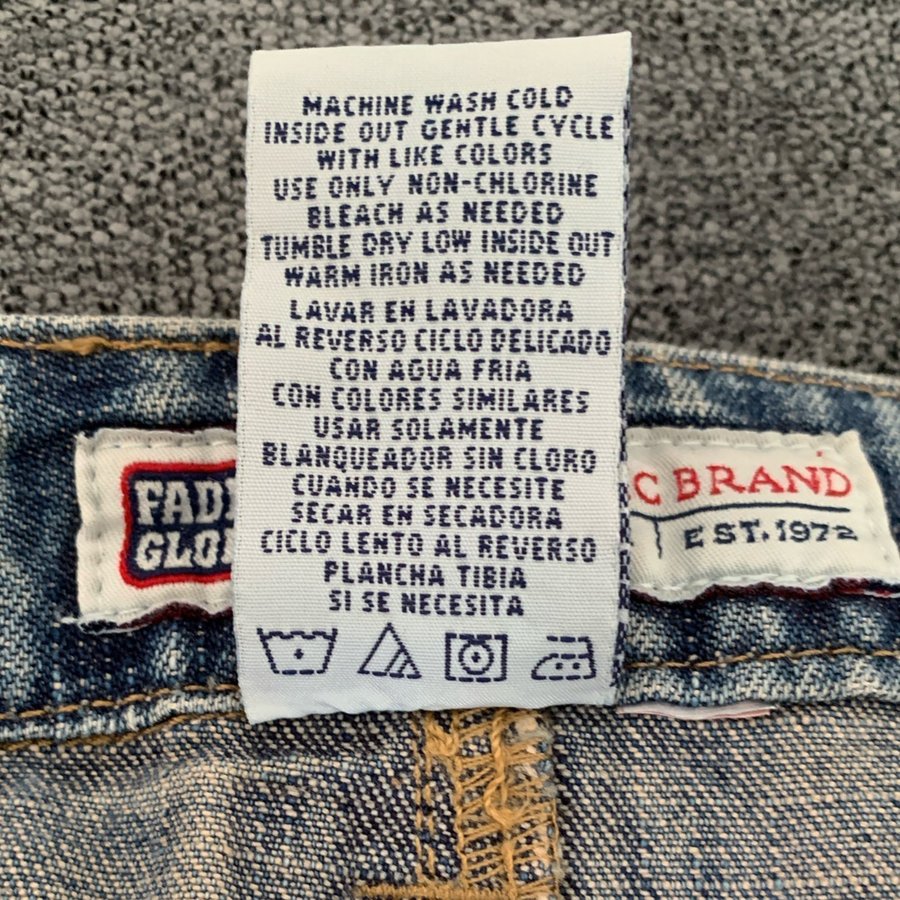 MACHINE WASH COLD
INSIDE OUT GENTLE CYCLE
WITH LIKE COLORS
USE ONLY NON-CHLORINE
BLEACH AS NEEDED
TUMBLE DRY LOW INSIDE OUT
WARM IRON AS NEEDED
LAVAR EN LAVADORA
AL REVERSO CICLO DELICADO
CON AGUA FRIA
CON COLORES SIMILARES
USAR SOLAMENTE
BLANQUEADOR SIN CLORO
CUANDO SE NECESITE
SECAR EN SECADORA
CICLO LENTO AL REVERSO
PLANCHA TIBIA
SI SE NECESITA
FAD
GLO
C BRAND
EST. 1972